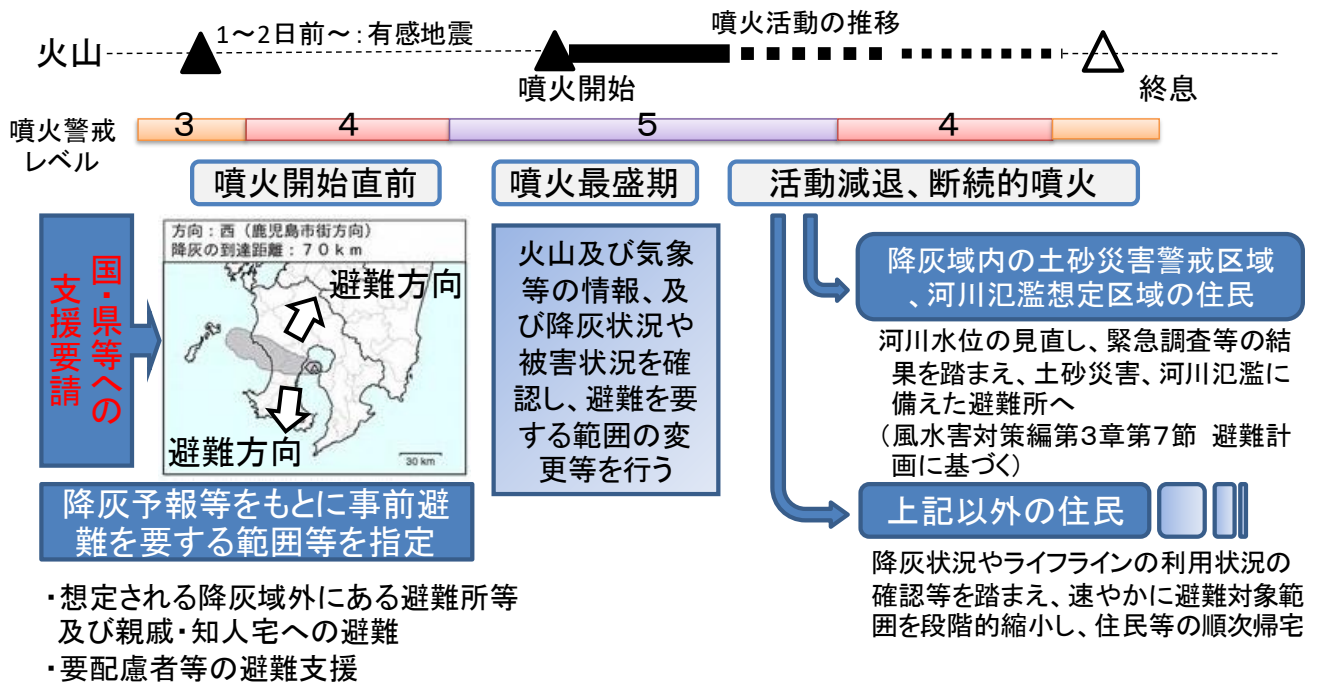 火山
1～2日前～：有感地震
噴火活動の推移
噴火開始
終息
噴火警戒
レベル
3
4
5
4
噴火開始直前
噴火最盛期
活動減退、断続的噴火
国・県等への
支援要請
方向：西（鹿児島市街方向）
降灰の到達距離：７０ｋｍ
避難方向
避難方向
30 km
降灰予報等をもとに事前避
難を要する範囲等を指定
・想定される降灰域外にある避難所等
及び親戚・知人宅への避難
・要配慮者等の避難支援
火山及び気象
等の情報、及
び降灰状況や
被害状況を確
認し、避難を要
する範囲の変
更等を行う
降灰域内の土砂災害警戒区域
、河川氾濫想定区域の住民
河川水位の見直し、緊急調査等の結
果を踏まえ、土砂災害、河川氾濫に
備えた避難所へ
（風水害対策編第3章第7節 避難計
画に基づく）
上記以外の住民
降灰状況やライフラインの利用状況の
確認等を踏まえ、速やかに避難対象範
囲を段階的縮小し、住民等の順次帰宅